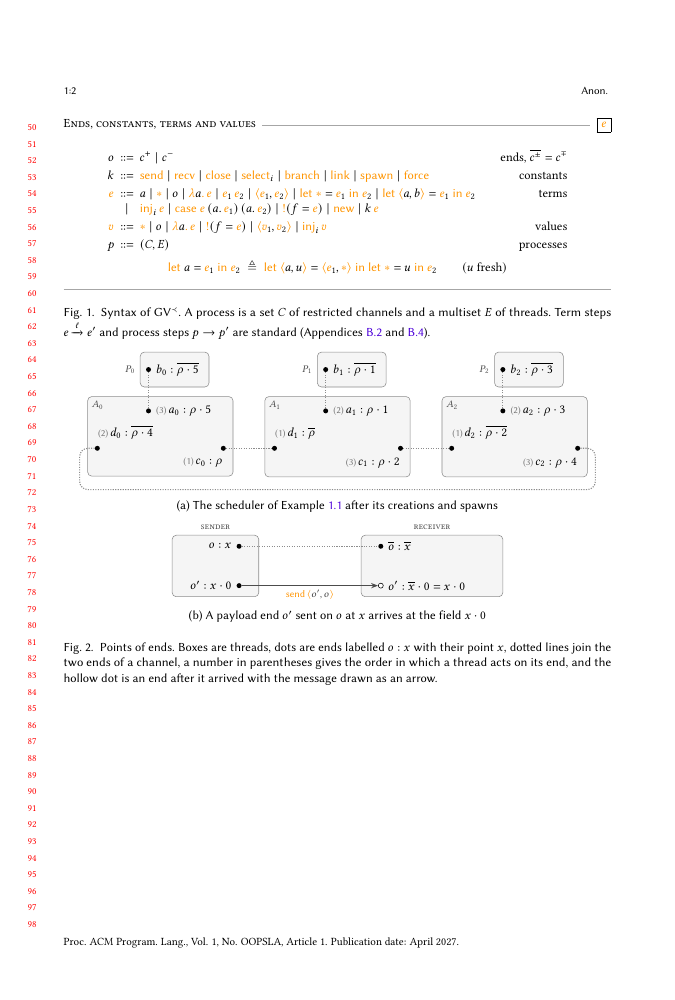 1:2 Anon.
50 Ends, constants, terms and values e
51
52 o ::= c⁺ | c⁻ ends, \overline{c^±} = c^∓
53 k ::= send | recv | close | selectᵢ | branch | link | spawn | force constants
54 e ::= a | * | o | λa. e | e₁ e₂ | ⟨e₁, e₂⟩ | let * = e₁ in e₂ | let ⟨a, b⟩ = e₁ in e₂ terms
55 | injᵢ e | case e (a. e₁) (a. e₂) | !(f = e) | new | k e
56 v ::= * | o | λa. e | !(f = e) | ⟨v₁, v₂⟩ | injᵢ v values
57 p ::= (C, E) processes
58 let a = e₁ in e₂ ≜ let ⟨a, u⟩ = ⟨e₁, *⟩ in let * = u in e₂ (u fresh)
59
60
61 Fig. 1. Syntax of GV≺. A process is a set C of restricted channels and a multiset E of threads. Term steps
62 e –ℓ→ e′ and process steps p → p′ are standard (Appendices B.2 and B.4).
63
64 P₀ b₀ : \overline{ρ · 5} P₁ b₁ : \overline{ρ · 1} P₂ b₂ : \overline{ρ · 3}
65
66
A₀ A₁ A₂
67 (3) a₀ : ρ · 5 (2) a₁ : ρ · 1 (2) a₂ : ρ · 3
68 (2) d₀ : \overline{ρ · 4} (1) d₁ : \overline{ρ} (1) d₂ : \overline{ρ · 2}
69
70 (1) c₀ : ρ (3) c₁ : ρ · 2 (3) c₂ : ρ · 4
71
72
73 (a) The scheduler of Example 1.1 after its creations and spawns
74 SENDER RECEIVER
75 o : x \overline{o} : \overline{x}
76
77
78 o′ : x · 0 send ⟨o′, o⟩ o′ : \overline{x} · 0 = x · 0
79
80 (b) A payload end o′ sent on o at x arrives at the field x · 0
81 Fig. 2. Points of ends. Boxes are threads, dots are ends labelled o : x with their point x, dotted lines join the
82 two ends of a channel, a number in parentheses gives the order in which a thread acts on its end, and the
83 hollow dot is an end after it arrived with the message drawn as an arrow.
84
85
86
87
88
89
90
91
92
93
94
95
96
97
98
Proc. ACM Program. Lang., Vol. 1, No. OOPSLA, Article 1. Publication date: April 2027.